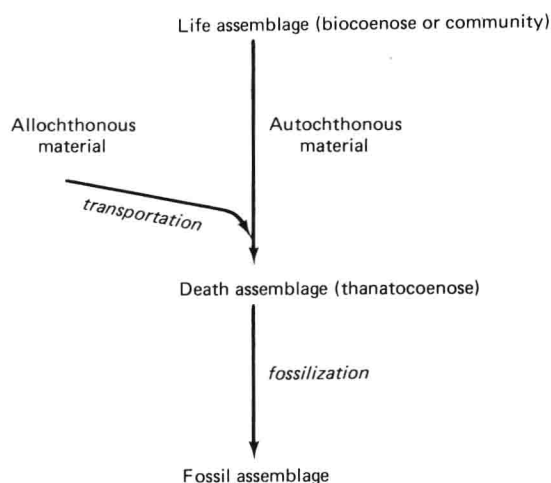 Life assemblage (biocoenose or community)
Allochthonous
material
Autochthonous
material
transportation
Death assemblage (thanatocoenose)
fossilization
Fossil assemblage